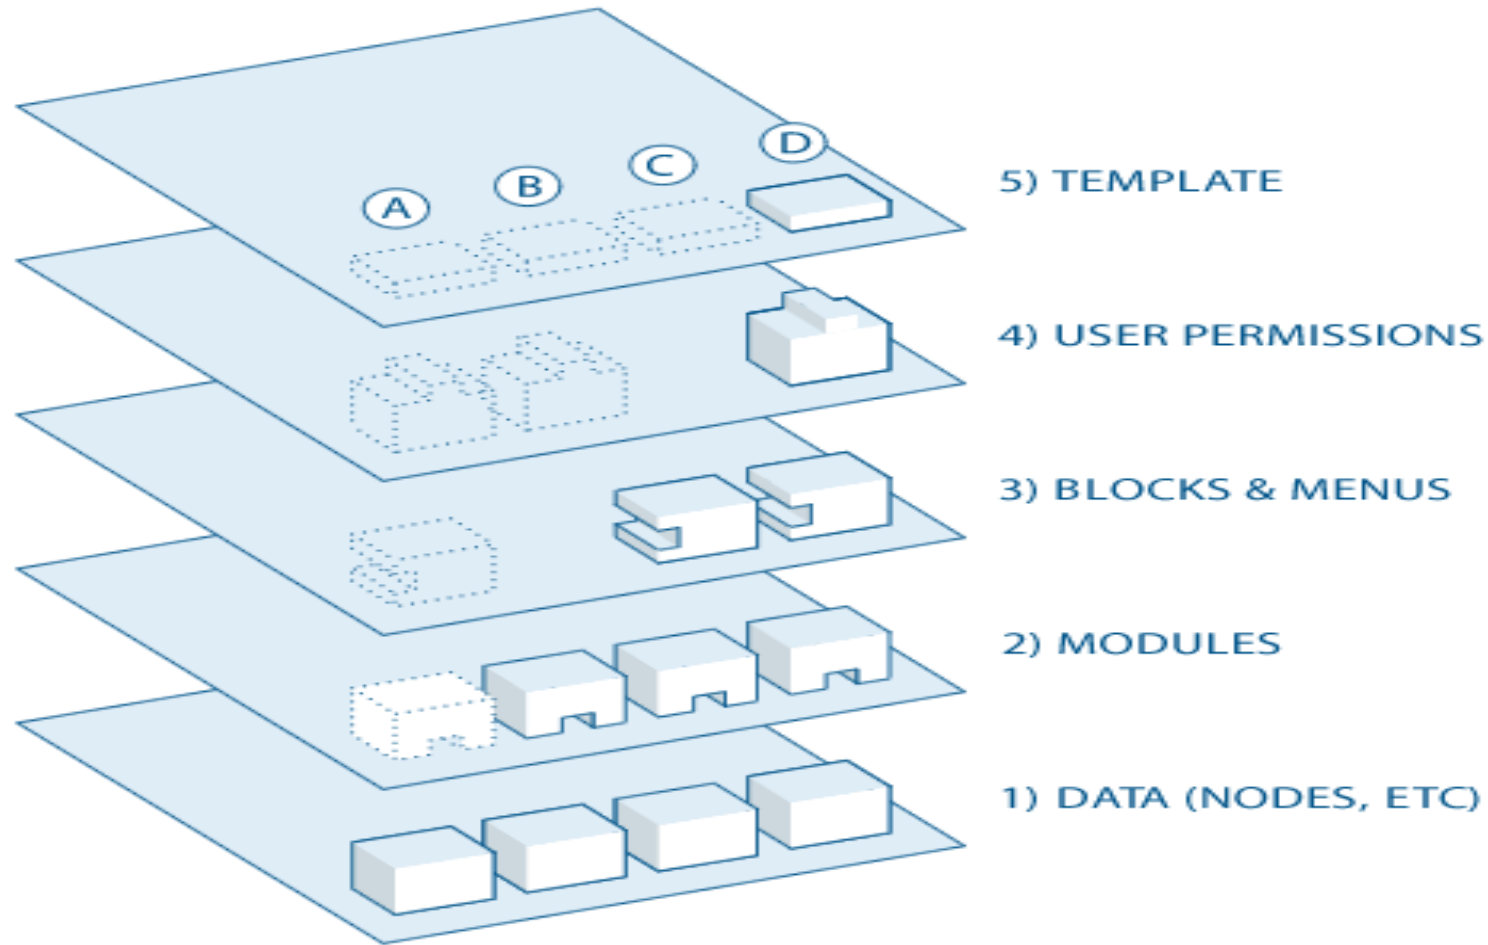 A
B
C
D
5) TEMPLATE
4) USER PERMISSIONS
3) BLOCKS & MENUS
2) MODULES
1) DATA (NODES, ETC)